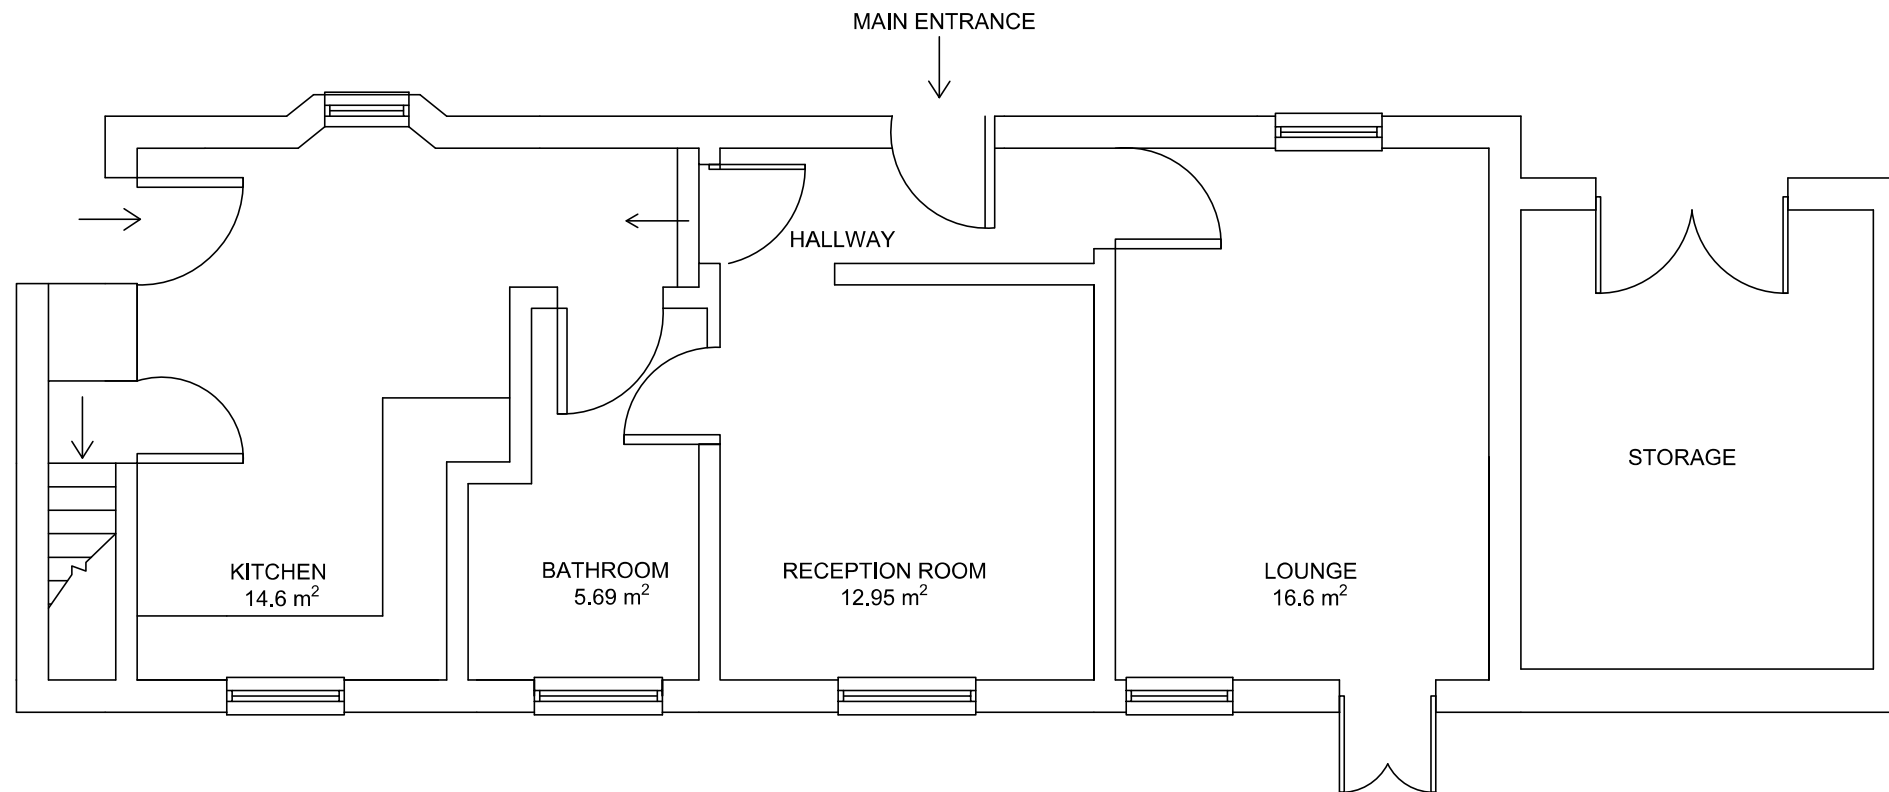 MAIN ENTRANCE
HALLWAY
STORAGE
KITCHEN
14.6 m²
BATHROOM
5.69 m²
RECEPTION ROOM
12.95 m²
LOUNGE
16.6 m²